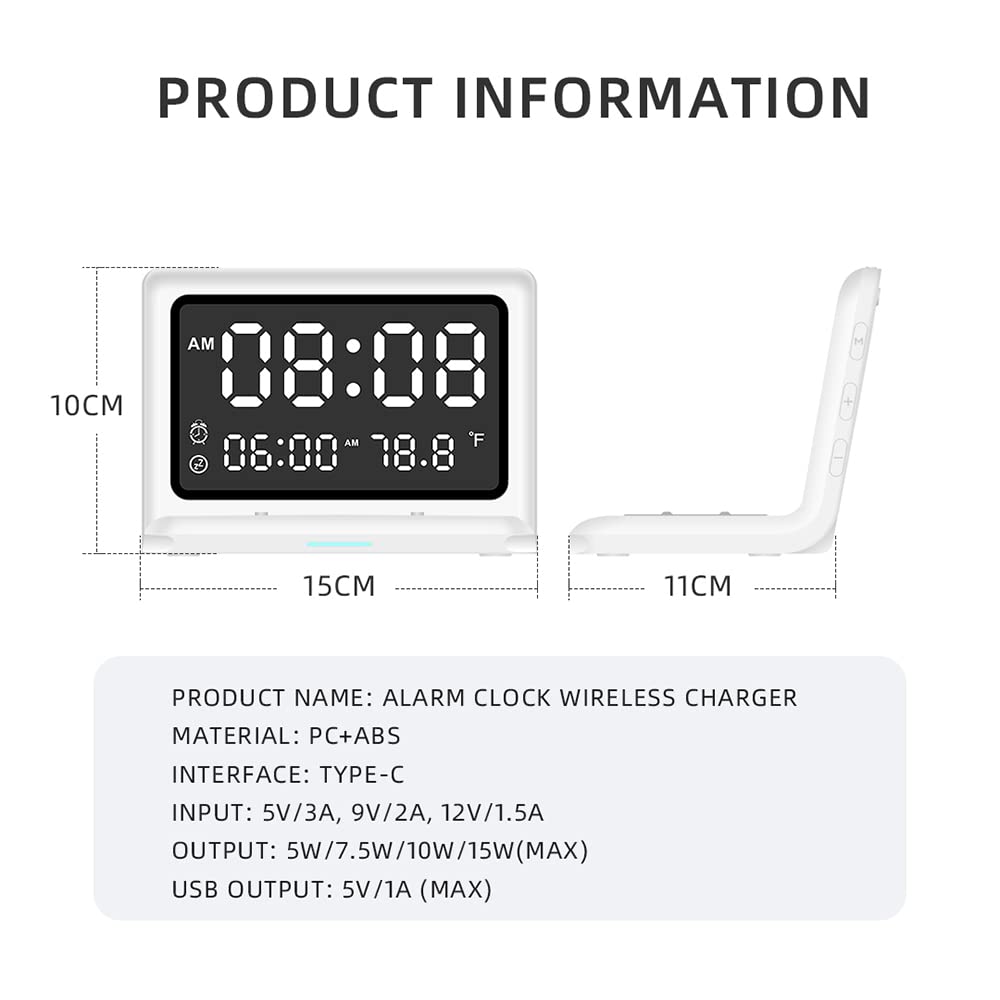 PRODUCT INFORMATION
AM 08:08
06:00 AM 78.8 °F
zZ
M
+
-
10CM
15CM
11CM
PRODUCT NAME: ALARM CLOCK WIRELESS CHARGER
MATERIAL: PC+ABS
INTERFACE: TYPE-C
INPUT: 5V/3A, 9V/2A, 12V/1.5A
OUTPUT: 5W/7.5W/10W/15W(MAX)
USB OUTPUT: 5V/1A (MAX)